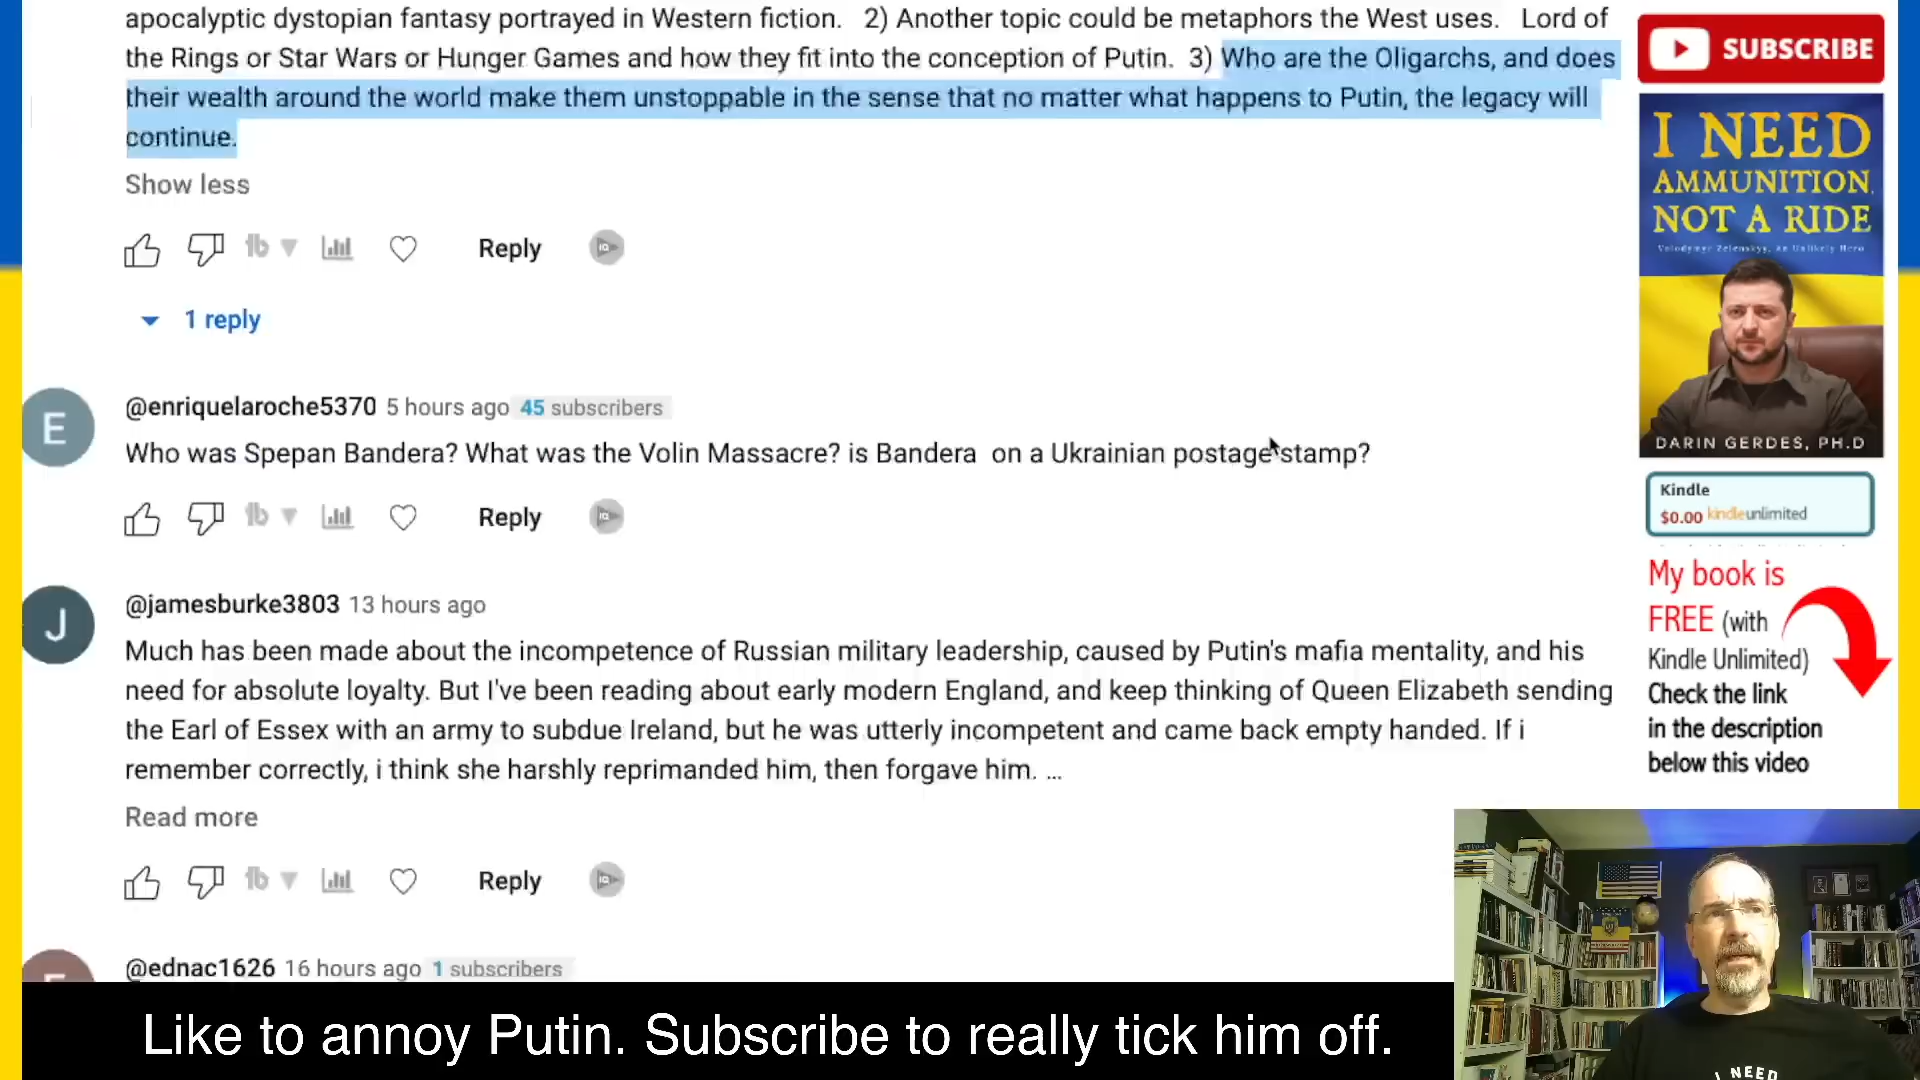 apocalyptic dystopian fantasy portrayed in Western fiction.   2) Another topic could be metaphors the West uses.   Lord of
the Rings or Star Wars or Hunger Games and how they fit into the conception of Putin.  3) Who are the Oligarchs, and does
their wealth around the world make them unstoppable in the sense that no matter what happens to Putin, the legacy will
continue.
Show less
Reply
1 reply
E
@enriquelaroche5370 5 hours ago 45 subscribers
Who was Spepan Bandera? What was the Volin Massacre? is Bandera  on a Ukrainian postage stamp?
Reply
J
@jamesburke3803 13 hours ago
Much has been made about the incompetence of Russian military leadership, caused by Putin's mafia mentality, and his
need for absolute loyalty. But I've been reading about early modern England, and keep thinking of Queen Elizabeth sending
the Earl of Essex with an army to subdue Ireland, but he was utterly incompetent and came back empty handed. If i
remember correctly, i think she harshly reprimanded him, then forgave him. ...
Read more
Reply
@ednac1626 16 hours ago 1 subscribers
SUBSCRIBE
I NEED
AMMUNITION,
NOT A RIDE
Volodymyr Zelenskyy, An Unlikely Hero
DARIN GERDES, PH.D
Kindle
$0.00 kindleunlimited
My book is
FREE (with
Kindle Unlimited)
Check the link
in the description
below this video
I NEED
Like to annoy Putin. Subscribe to really tick him off.